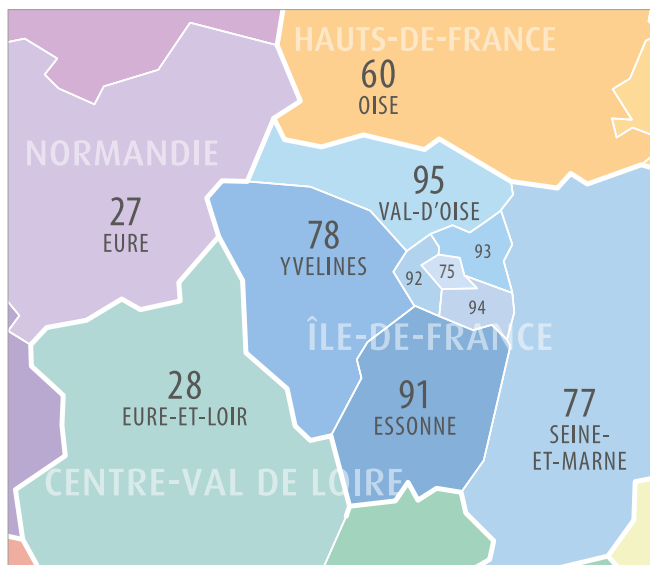 HAUTS-DE-FRANCE
60
OISE
NORMANDIE
95
VAL-D'OISE
27
EURE
78
YVELINES
93
92
75
94
ÎLE-DE-FRANCE
28
EURE-ET-LOIR
91
ESSONNE
77
SEINE-
ET-MARNE
CENTRE-VAL DE LOIRE